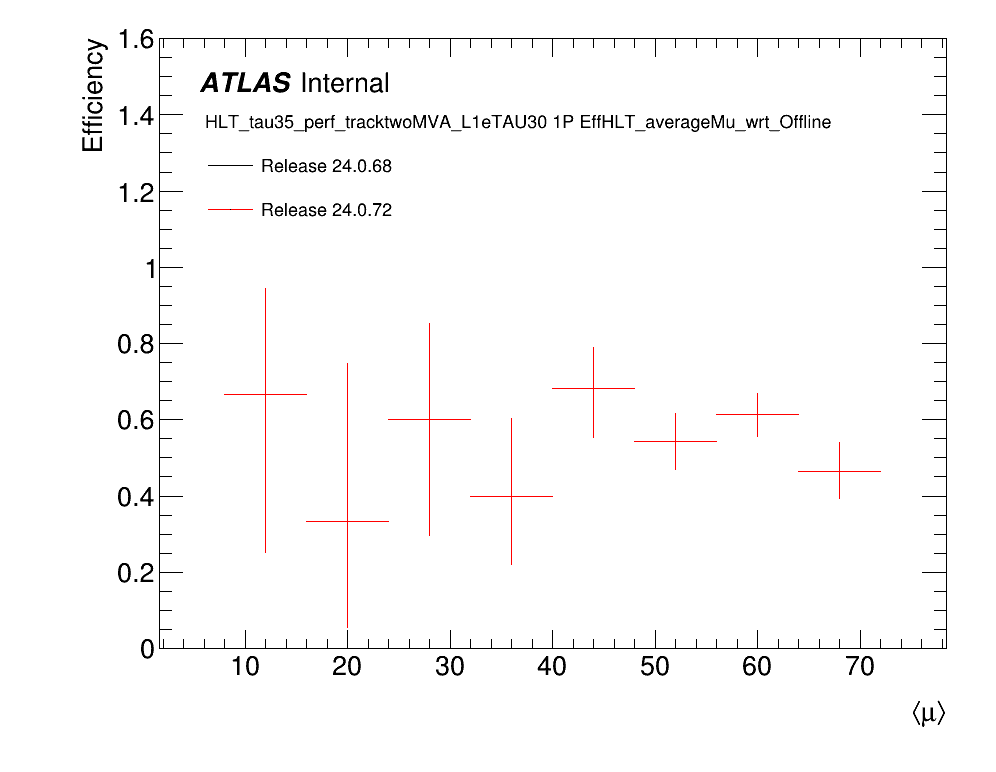 Efficiency
1.6
1.4
1.2
1
0.8
0.6
0.4
0.2
0
ATLAS Internal
HLT_tau35_perf_tracktwoMVA_L1eTAU30 1P EffHLT_averageMu_wrt_Offline
Release 24.0.68
Release 24.0.72
10 20 30 40 50 60 70
⟨μ⟩